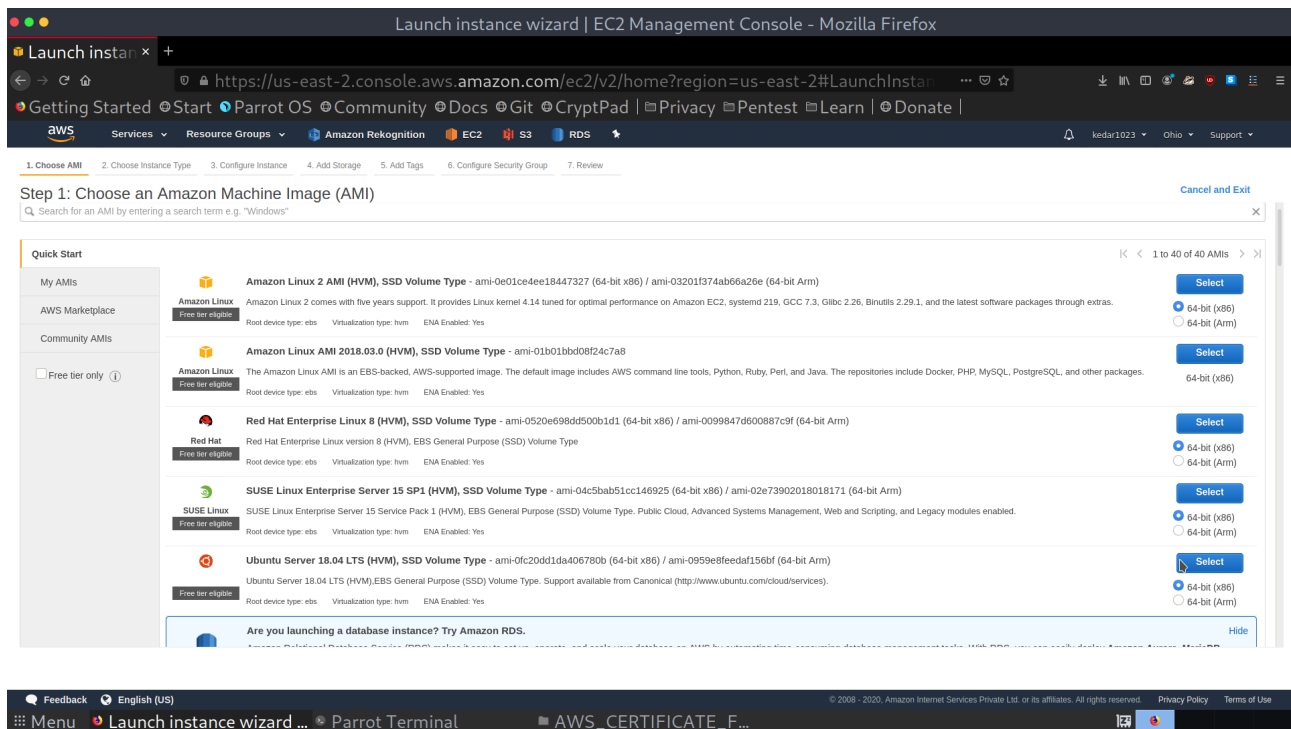 Launch instance wizard | EC2 Management Console - Mozilla Firefox
Launch instan × +
https://us-east-2.console.aws.amazon.com/ec2/v2/home?region=us-east-2#LaunchInstan
Getting Started Start Parrot OS Community Docs Git CryptPad | Privacy Pentest Learn | Donate |
aws Services Resource Groups Amazon Rekognition EC2 S3 RDS kedar1023 Ohio Support
1. Choose AMI 2. Choose Instance Type 3. Configure Instance 4. Add Storage 5. Add Tags 6. Configure Security Group 7. Review
Step 1: Choose an Amazon Machine Image (AMI) Cancel and Exit
Search for an AMI by entering a search term e.g. "Windows"
Quick Start 1 to 40 of 40 AMIs
My AMIs
AWS Marketplace
Community AMIs
Free tier only
Amazon Linux 2 AMI (HVM), SSD Volume Type - ami-0e01ce4ee18447327 (64-bit x86) / ami-03201f374ab66a26e (64-bit Arm) Select
Amazon Linux
Free tier eligible
Amazon Linux 2 comes with five years support. It provides Linux kernel 4.14 tuned for optimal performance on Amazon EC2, systemd 219, GCC 7.3, Glibc 2.26, Binutils 2.29.1, and the latest software packages through extras.
64-bit (x86)
64-bit (Arm)
Root device type: ebs Virtualization type: hvm ENA Enabled: Yes
Amazon Linux AMI 2018.03.0 (HVM), SSD Volume Type - ami-01b01bbd08f24c7a8 Select
Amazon Linux
Free tier eligible
The Amazon Linux AMI is an EBS-backed, AWS-supported image. The default image includes AWS command line tools, Python, Ruby, Perl, and Java. The repositories include Docker, PHP, MySQL, PostgreSQL, and other packages.
64-bit (x86)
Root device type: ebs Virtualization type: hvm ENA Enabled: Yes
Red Hat Enterprise Linux 8 (HVM), SSD Volume Type - ami-0520e698dd500b1d1 (64-bit x86) / ami-0099847d600887c9f (64-bit Arm) Select
Red Hat
Free tier eligible
Red Hat Enterprise Linux version 8 (HVM), EBS General Purpose (SSD) Volume Type
64-bit (x86)
64-bit (Arm)
Root device type: ebs Virtualization type: hvm ENA Enabled: Yes
SUSE Linux Enterprise Server 15 SP1 (HVM), SSD Volume Type - ami-04c5bab51cc146925 (64-bit x86) / ami-02e73902018018171 (64-bit Arm) Select
SUSE Linux
Free tier eligible
SUSE Linux Enterprise Server 15 Service Pack 1 (HVM), EBS General Purpose (SSD) Volume Type. Public Cloud, Advanced Systems Management, Web and Scripting, and Legacy modules enabled.
64-bit (x86)
64-bit (Arm)
Root device type: ebs Virtualization type: hvm ENA Enabled: Yes
Ubuntu Server 18.04 LTS (HVM), SSD Volume Type - ami-0fc20dd1da406780b (64-bit x86) / ami-0959e8feedaf156bf (64-bit Arm) Select
Free tier eligible
Ubuntu Server 18.04 LTS (HVM),EBS General Purpose (SSD) Volume Type. Support available from Canonical (http://www.ubuntu.com/cloud/services).
64-bit (x86)
64-bit (Arm)
Root device type: ebs Virtualization type: hvm ENA Enabled: Yes
Are you launching a database instance? Try Amazon RDS. Hide
Feedback English (US) © 2008 - 2020, Amazon Internet Services Private Ltd. or its affiliates. All rights reserved. Privacy Policy Terms of Use
Menu Launch instance wizard ... Parrot Terminal AWS_CERTIFICATE_F...